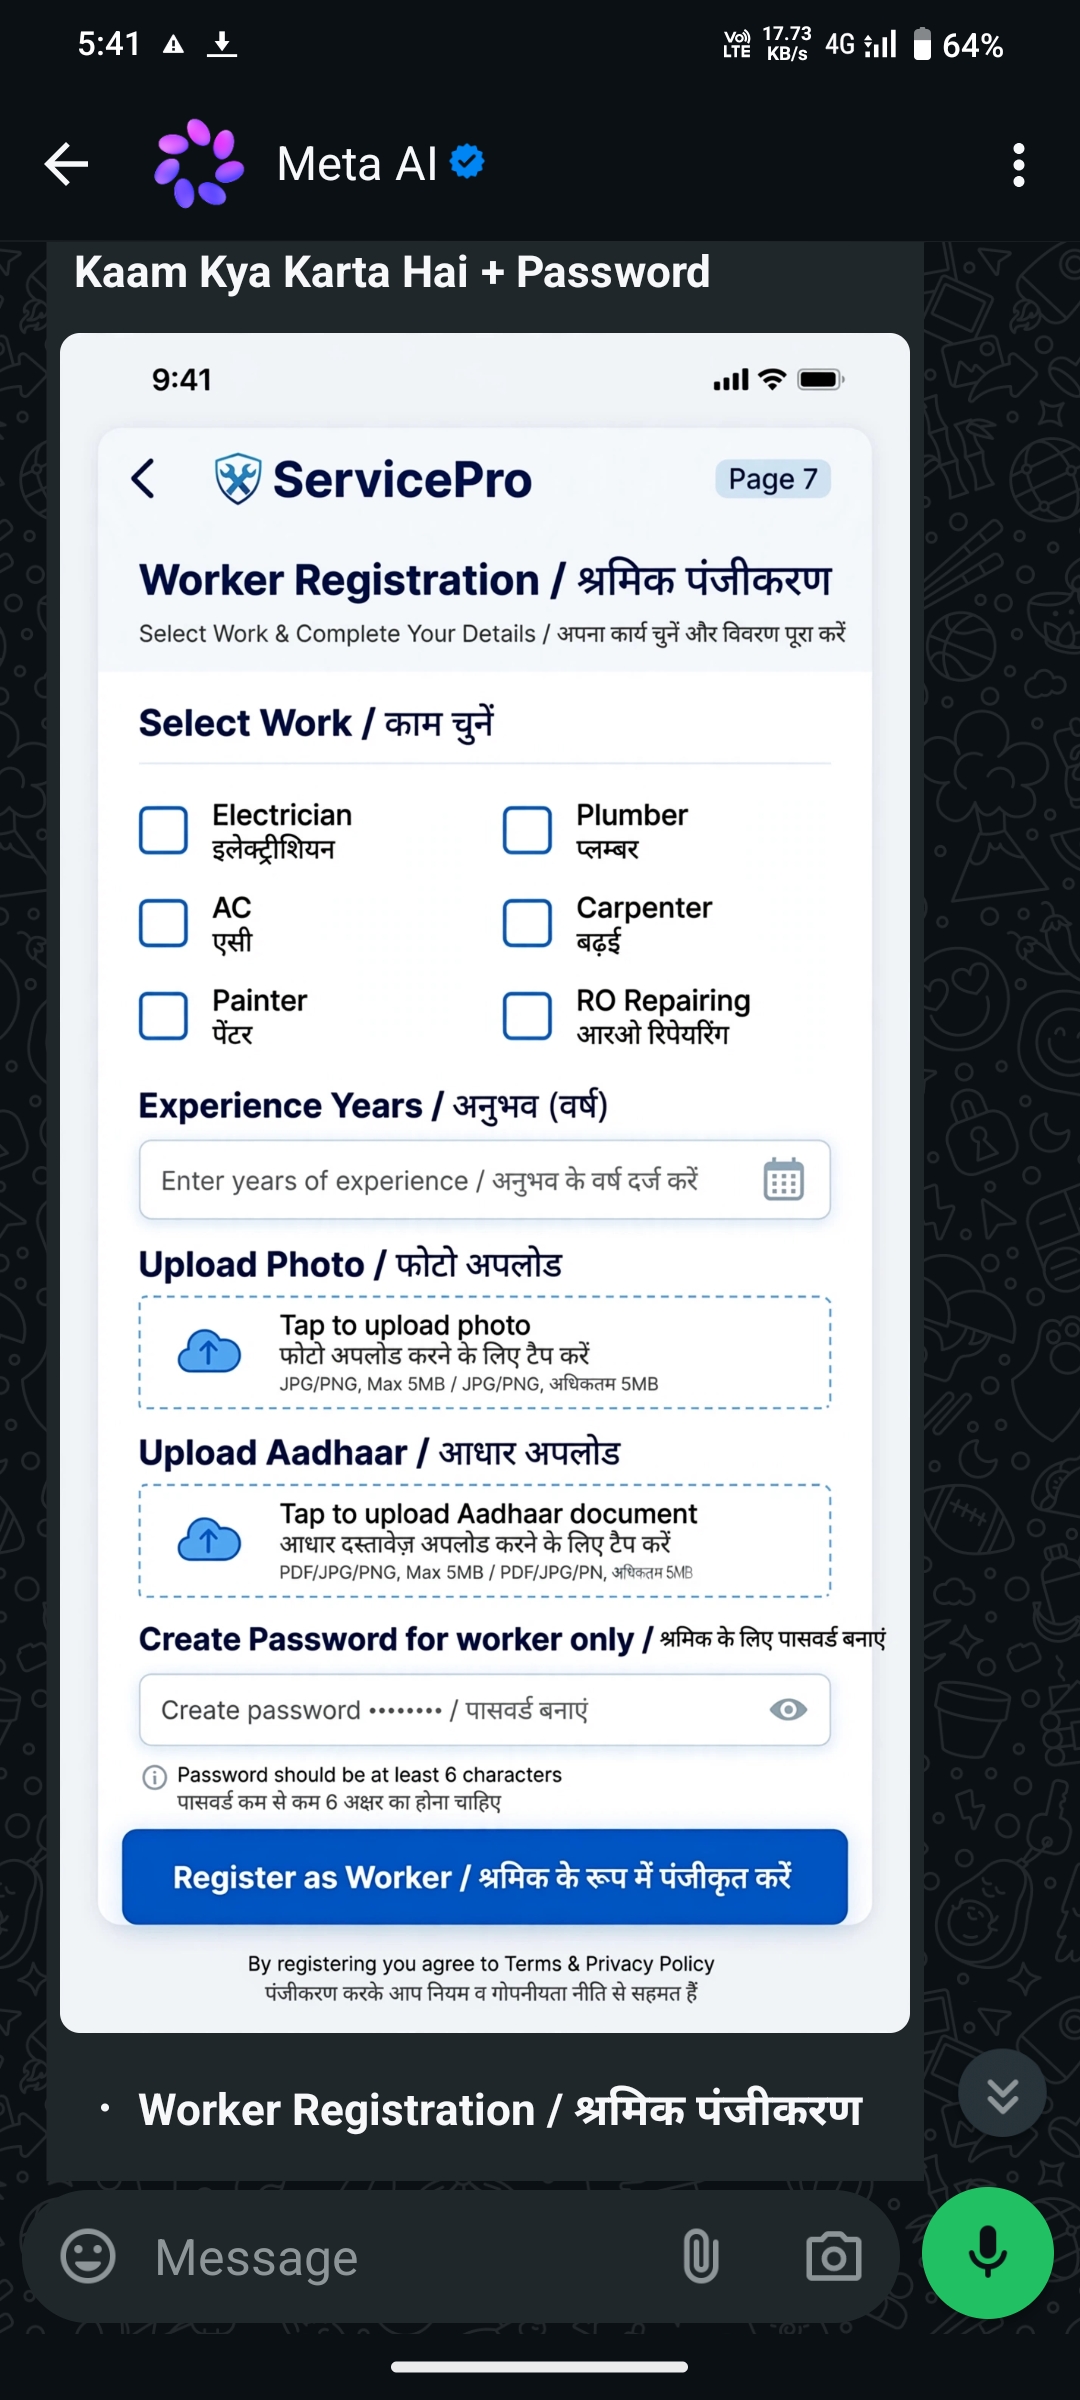 5:41
Vo)) LTE 17.73 KB/s 4G 64%
Meta AI
Kaam Kya Karta Hai + Password
9:41
ServicePro
Page 7
Worker Registration / श्रमिक पंजीकरण
Select Work & Complete Your Details / अपना कार्य चुनें और विवरण पूरा करें
Select Work / काम चुनें
Electrician
इलेक्ट्रीशियन
Plumber
प्लम्बर
AC
एसी
Carpenter
बढ़ई
Painter
पेंटर
RO Repairing
आरओ रिपेयरिंग
Experience Years / अनुभव (वर्ष)
Enter years of experience / अनुभव के वर्ष दर्ज करें
Upload Photo / फोटो अपलोड
Tap to upload photo
फोटो अपलोड करने के लिए टैप करें
JPG/PNG, Max 5MB / JPG/PNG, अधिकतम 5MB
Upload Aadhaar / आधार अपलोड
Tap to upload Aadhaar document
आधार दस्तावेज़ अपलोड करने के लिए टैप करें
PDF/JPG/PNG, Max 5MB / PDF/JPG/PN, अधिकतम 5MB
Create Password for worker only / श्रमिक के लिए पासवर्ड बनाएं
Create password •••••••• / पासवर्ड बनाएं
Password should be at least 6 characters
पासवर्ड कम से कम 6 अक्षर का होना चाहिए
Register as Worker / श्रमिक के रूप में पंजीकृत करें
By registering you agree to Terms & Privacy Policy
पंजीकरण करके आप नियम व गोपनीयता नीति से सहमत हैं
• Worker Registration / श्रमिक पंजीकरण
Message